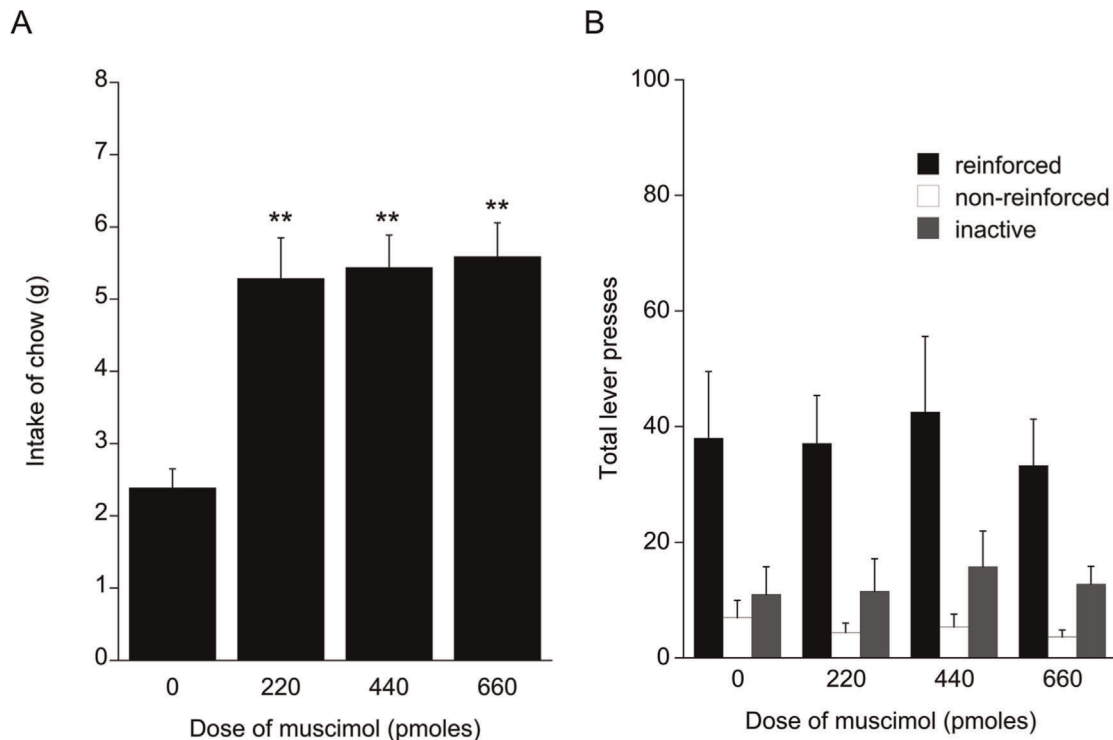 A
Intake of chow (g)
8
7
6
5
4
3
2
1
0
** ** **
0 220 440 660
Dose of muscimol (pmoles)
B
Total lever presses
100
80
60
40
20
0
reinforced
non-reinforced
inactive
0 220 440 660
Dose of muscimol (pmoles)